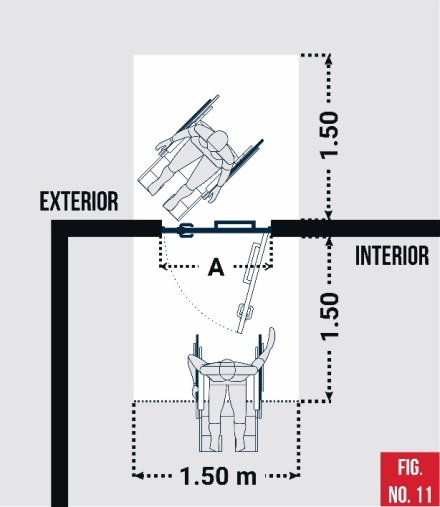 1.50
EXTERIOR
INTERIOR
A
1.50
1.50 m
FIG.
NO. 11